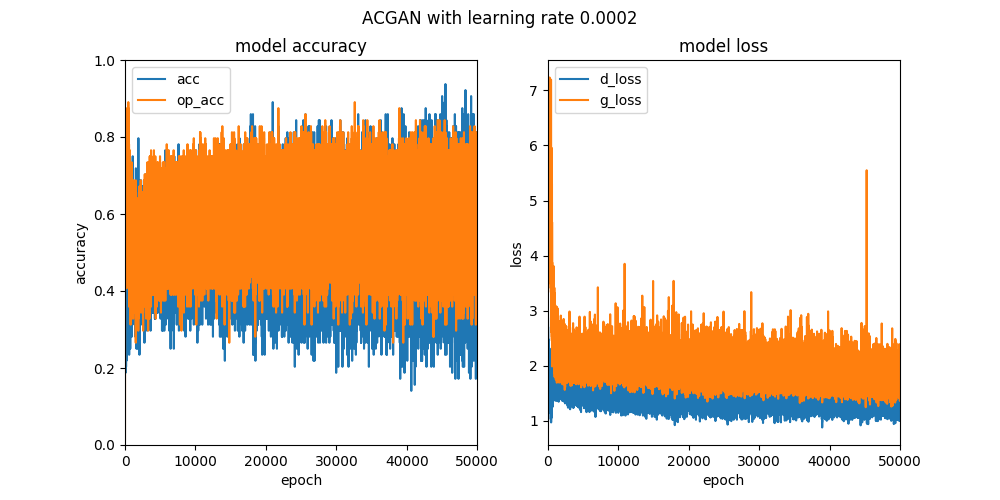 ACGAN with learning rate 0.0002
model accuracy
acc
op_acc
accuracy
1.0
0.8
0.6
0.4
0.2
0.0
0 10000 20000 30000 40000 50000
epoch
model loss
d_loss
g_loss
loss
7
6
5
4
3
2
1
0 10000 20000 30000 40000 50000
epoch